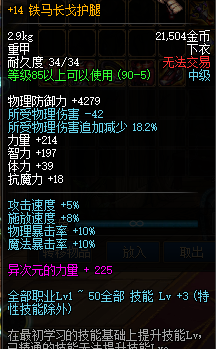 +14 铁马长戈护腿
2.9kg 21,504金币
重甲 下衣
耐久度 34/34 无法交易
等级85以上可以使用 (90-5) 中级
物理防御力 +4279
所受物理伤害 -42
所受物理伤害追加减少 18.2%
力量 +214
智力 +197
体力 +39
抗魔力 +18
攻击速度 +5%
施放速度 +8%
物理暴击率 +10%
魔法暴击率 +10%
异次元的力量 + 225
全部职业Lv1 ~ 50全部 技能 Lv +3 (特
性技能除外)
在最初学习的技能基础上提升技能Lv,